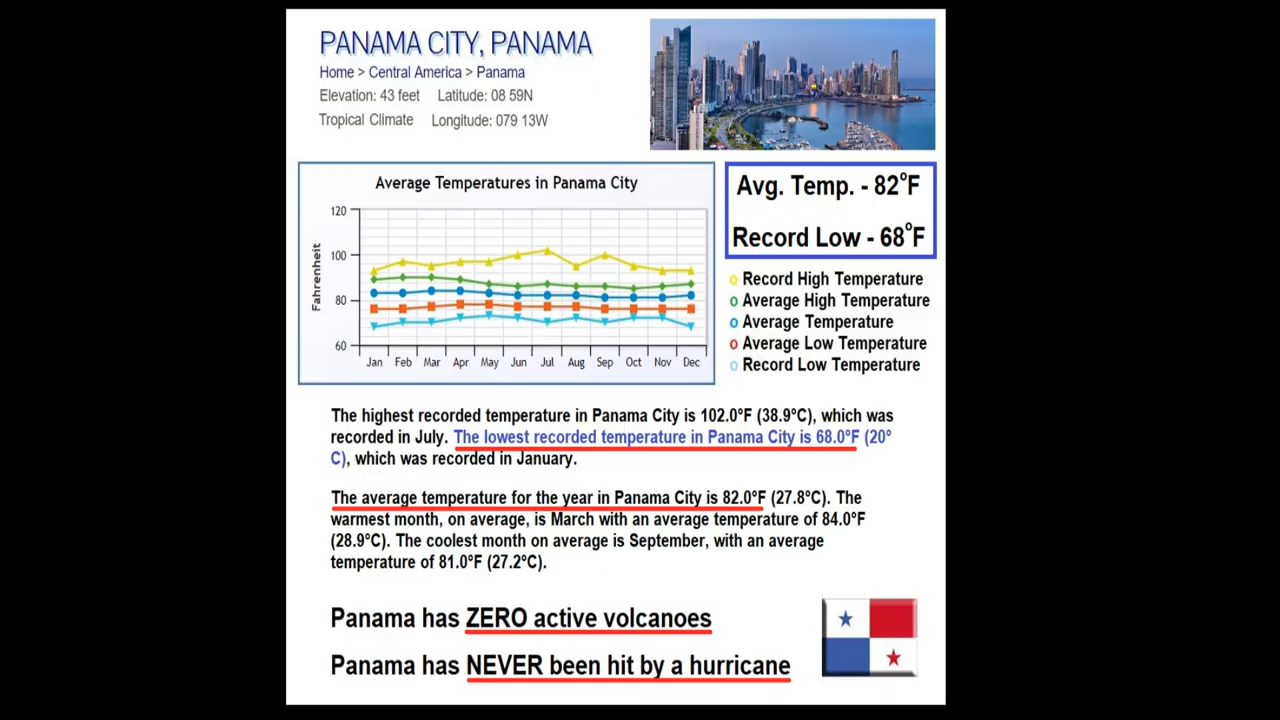 PANAMA CITY, PANAMA
Home > Central America > Panama
Elevation: 43 feet Latitude: 08 59N
Tropical Climate Longitude: 079 13W
Average Temperatures in Panama City
Fahrenheit
120
100
80
60
Jan Feb Mar Apr May Jun Jul Aug Sep Oct Nov Dec
Avg. Temp. - 82°F
Record Low - 68°F
Record High Temperature
Average High Temperature
Average Temperature
Average Low Temperature
Record Low Temperature
The highest recorded temperature in Panama City is 102.0°F (38.9°C), which was
recorded in July. The lowest recorded temperature in Panama City is 68.0°F (20°
C), which was recorded in January.
The average temperature for the year in Panama City is 82.0°F (27.8°C). The
warmest month, on average, is March with an average temperature of 84.0°F
(28.9°C). The coolest month on average is September, with an average
temperature of 81.0°F (27.2°C).
Panama has ZERO active volcanoes
Panama has NEVER been hit by a hurricane